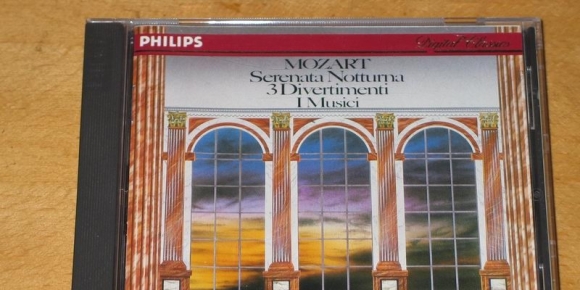 PHILIPS
Digital Classics
MOZART
Serenata Notturna
3 Divertimenti
I Musici